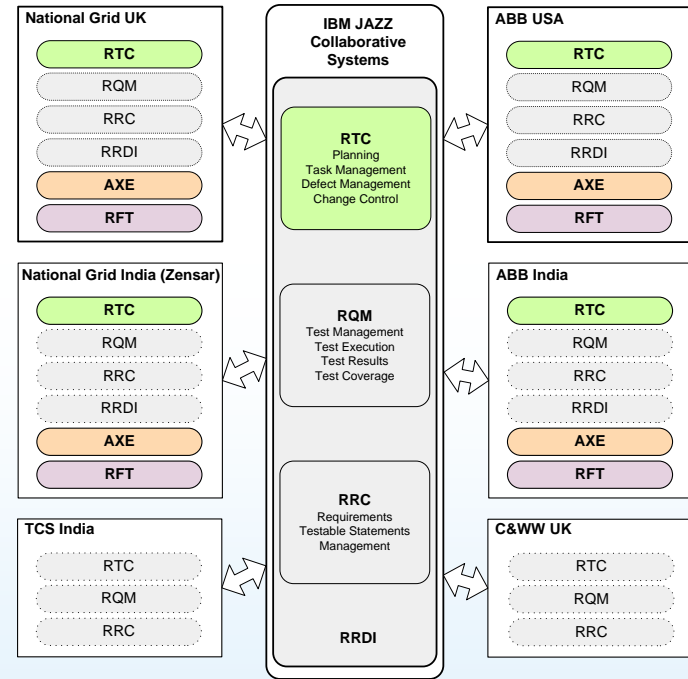 National Grid UK
RTC
RQM
RRC
RRDI
AXE
RFT
National Grid India (Zensar)
RTC
RQM
RRC
RRDI
AXE
RFT
TCS India
RTC
RQM
RRC
IBM JAZZ
Collaborative
Systems
RTC
Planning
Task Management
Defect Management
Change Control
RQM
Test Management
Test Execution
Test Results
Test Coverage
RRC
Requirements
Testable Statements
Management
RRDI
ABB USA
RTC
RQM
RRC
RRDI
AXE
RFT
ABB India
RTC
RQM
RRC
RRDI
AXE
RFT
C&WW UK
RTC
RQM
RRC